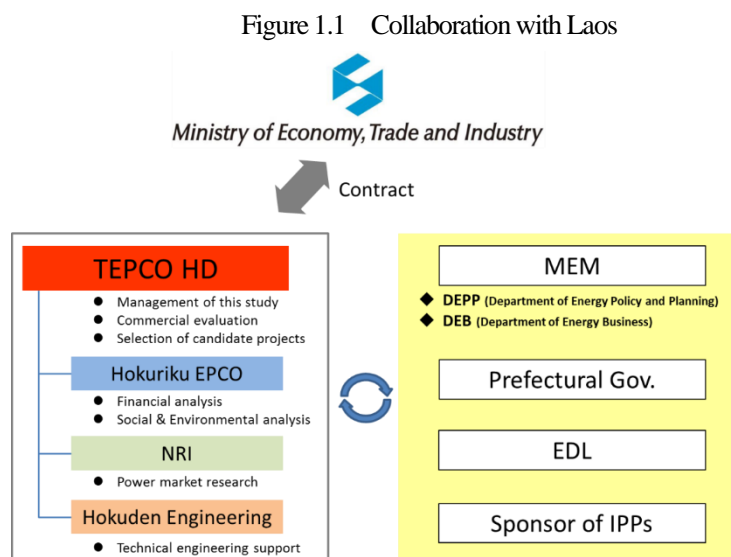 Figure 1.1 Collaboration with Laos
Ministry of Economy, Trade and Industry
Contract
TEPCO HD
● Management of this study
● Commercial evaluation
● Selection of candidate projects
Hokuriku EPCO
● Financial analysis
● Social & Environmental analysis
NRI
● Power market research
Hokuden Engineering
● Technical engineering support
MEM
◆ DEPP (Department of Energy Policy and Planning)
◆ DEB (Department of Energy Business)
Prefectural Gov.
EDL
Sponsor of IPPs